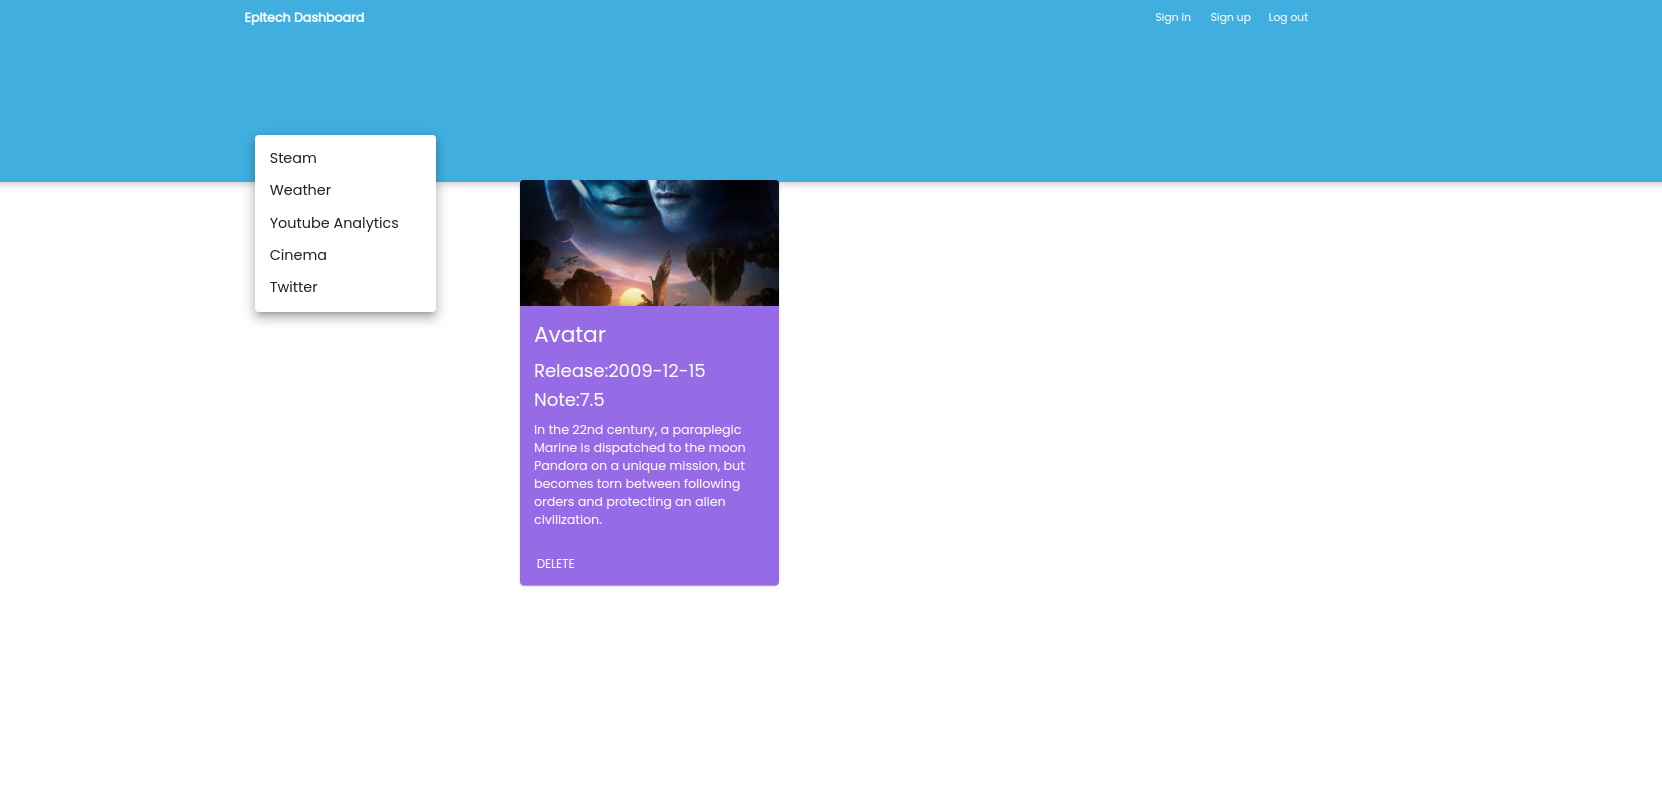 Epitech Dashboard
Sign in
Sign up
Log out
Steam
Weather
Youtube Analytics
Cinema
Twitter
Avatar
Release:2009-12-15
Note:7.5
In the 22nd century, a paraplegic
Marine is dispatched to the moon
Pandora on a unique mission, but
becomes torn between following
orders and protecting an alien
civilization.
DELETE